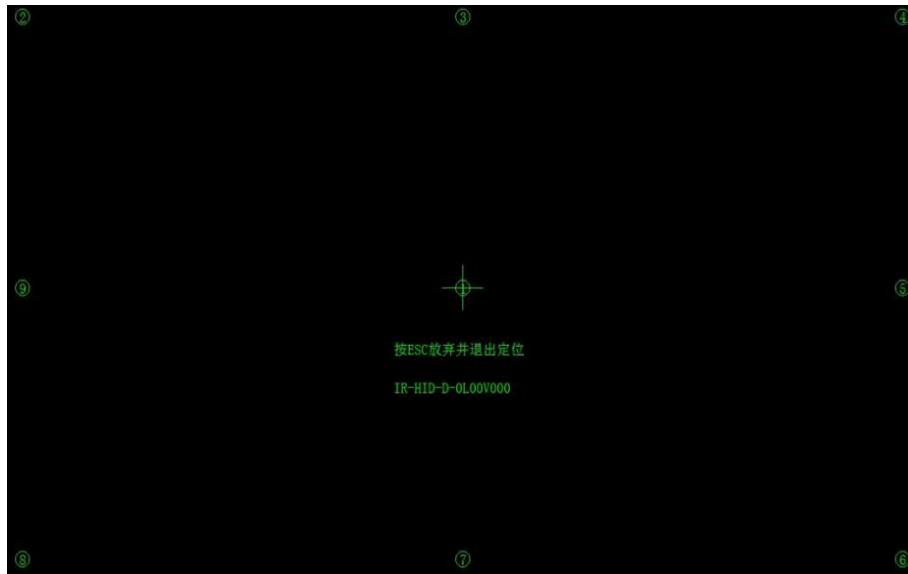 ② ③ ④
⑨ ① ⑤
按ESC放弃并退出定位
IR-HID-D-0L00V000
⑧ ⑦ ⑥